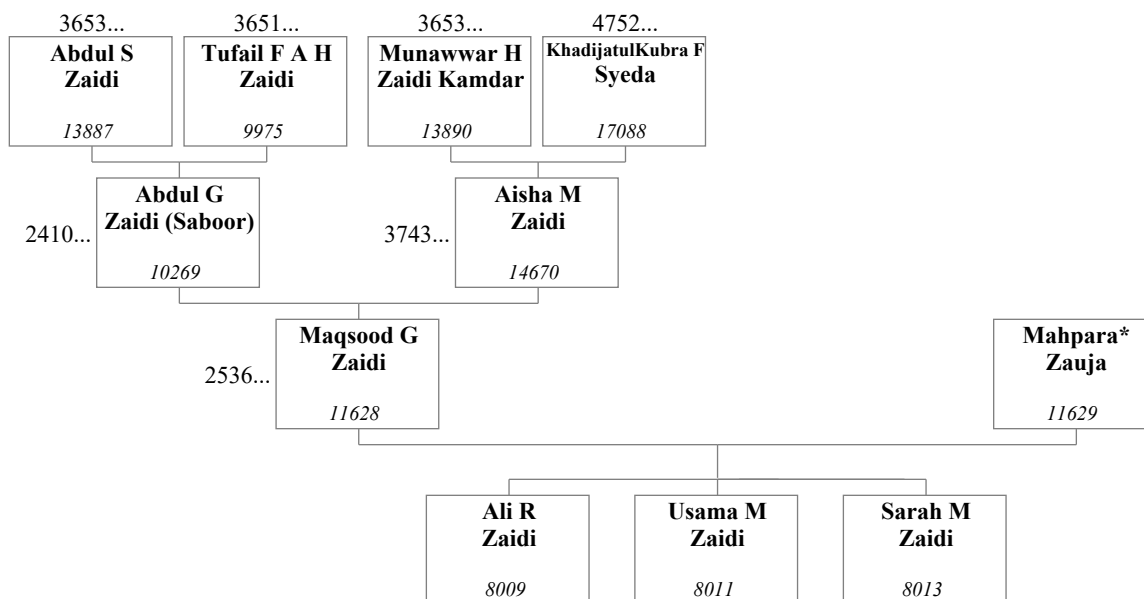 3653...
3651...
3653...
4752...
Abdul S
Zaidi
13887
Tufail F A H
Zaidi
9975
Munawwar H
Zaidi Kamdar
13890
KhadijatulKubra F
Syeda
17088
2410...
Abdul G
Zaidi (Saboor)
10269
3743...
Aisha M
Zaidi
14670
2536...
Maqsood G
Zaidi
11628
Mahpara*
Zauja
11629
Ali R
Zaidi
8009
Usama M
Zaidi
8011
Sarah M
Zaidi
8013